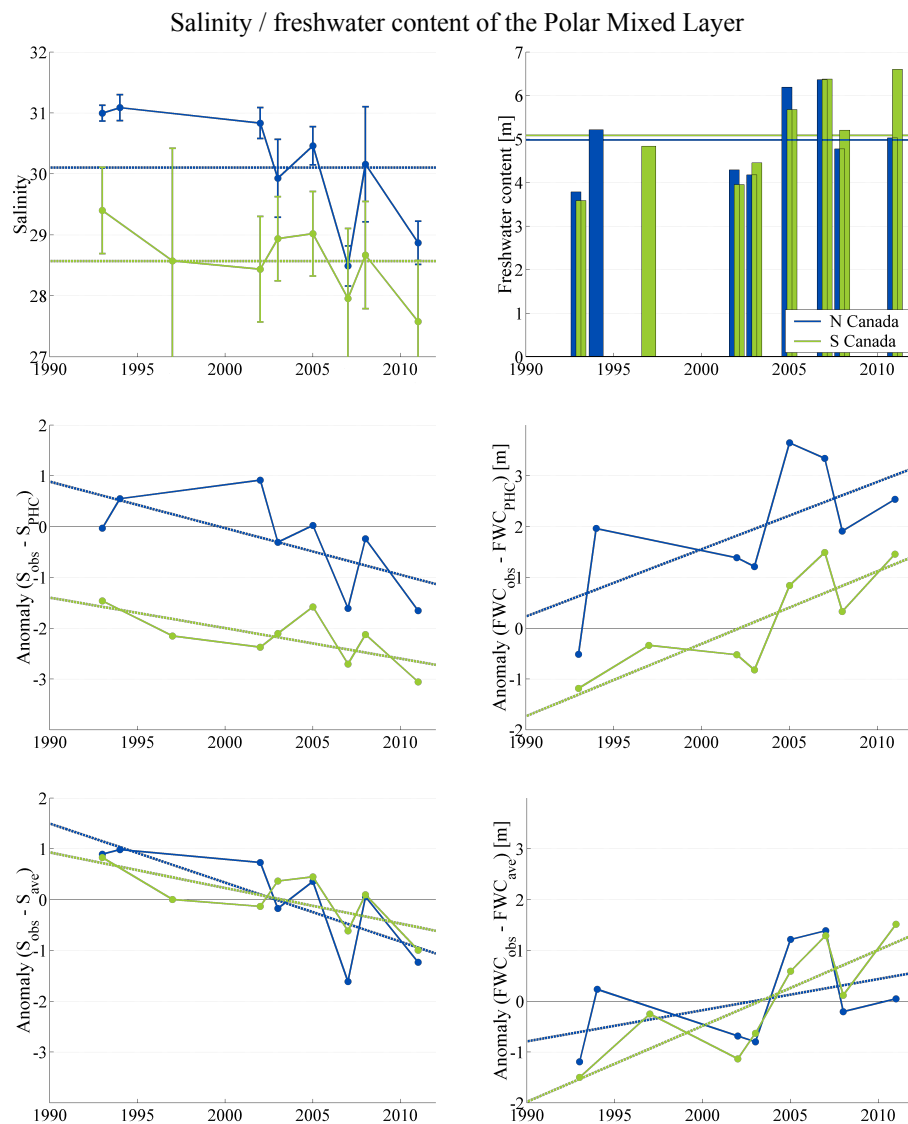 Salinity / freshwater content of the Polar Mixed Layer
32
31
30
29
28
27
Salinity
1990 1995 2000 2005 2010
7
6
5
4
3
2
1
0
Freshwater content [m]
N Canada
S Canada
1990 1995 2000 2005 2010
2
1
0
-1
-2
-3
Anomaly (S_obs - S_PHC)
1990 1995 2000 2005 2010
3
2
1
0
-1
-2
Anomaly (FWC_obs - FWC_PHC) [m]
1990 1995 2000 2005 2010
2
1
0
-1
-2
-3
Anomaly (S_obs - S_ave)
1990 1995 2000 2005 2010
3
2
1
0
-1
-2
Anomaly (FWC_obs - FWC_ave) [m]
1990 1995 2000 2005 2010